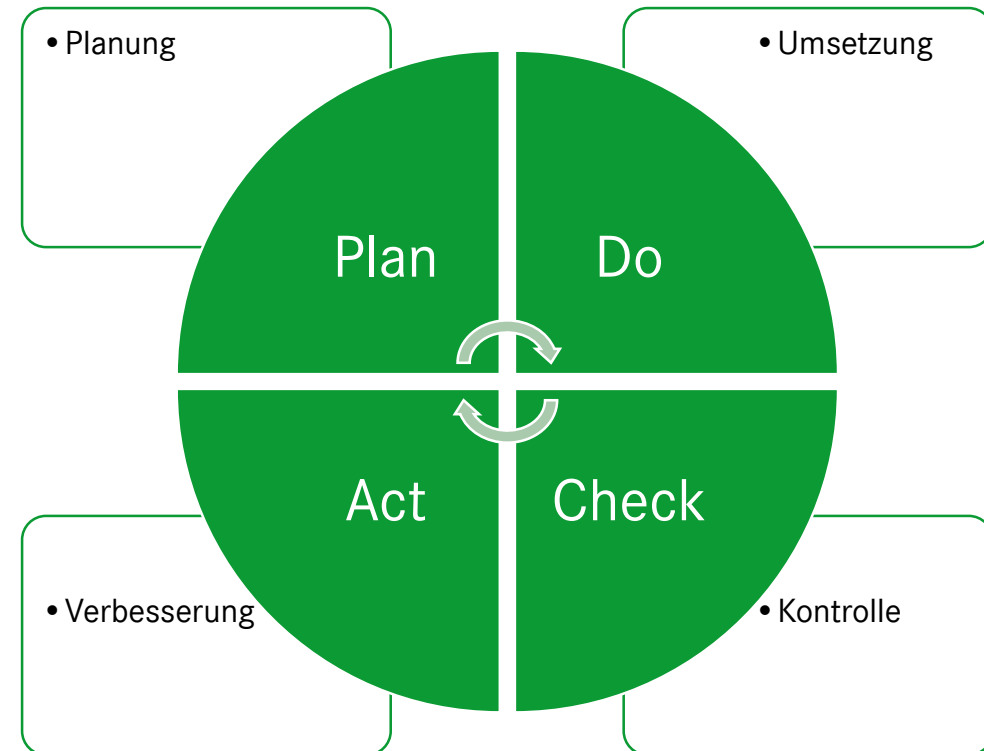 • Planung
• Umsetzung
Plan
Do
Act
Check
• Verbesserung
• Kontrolle